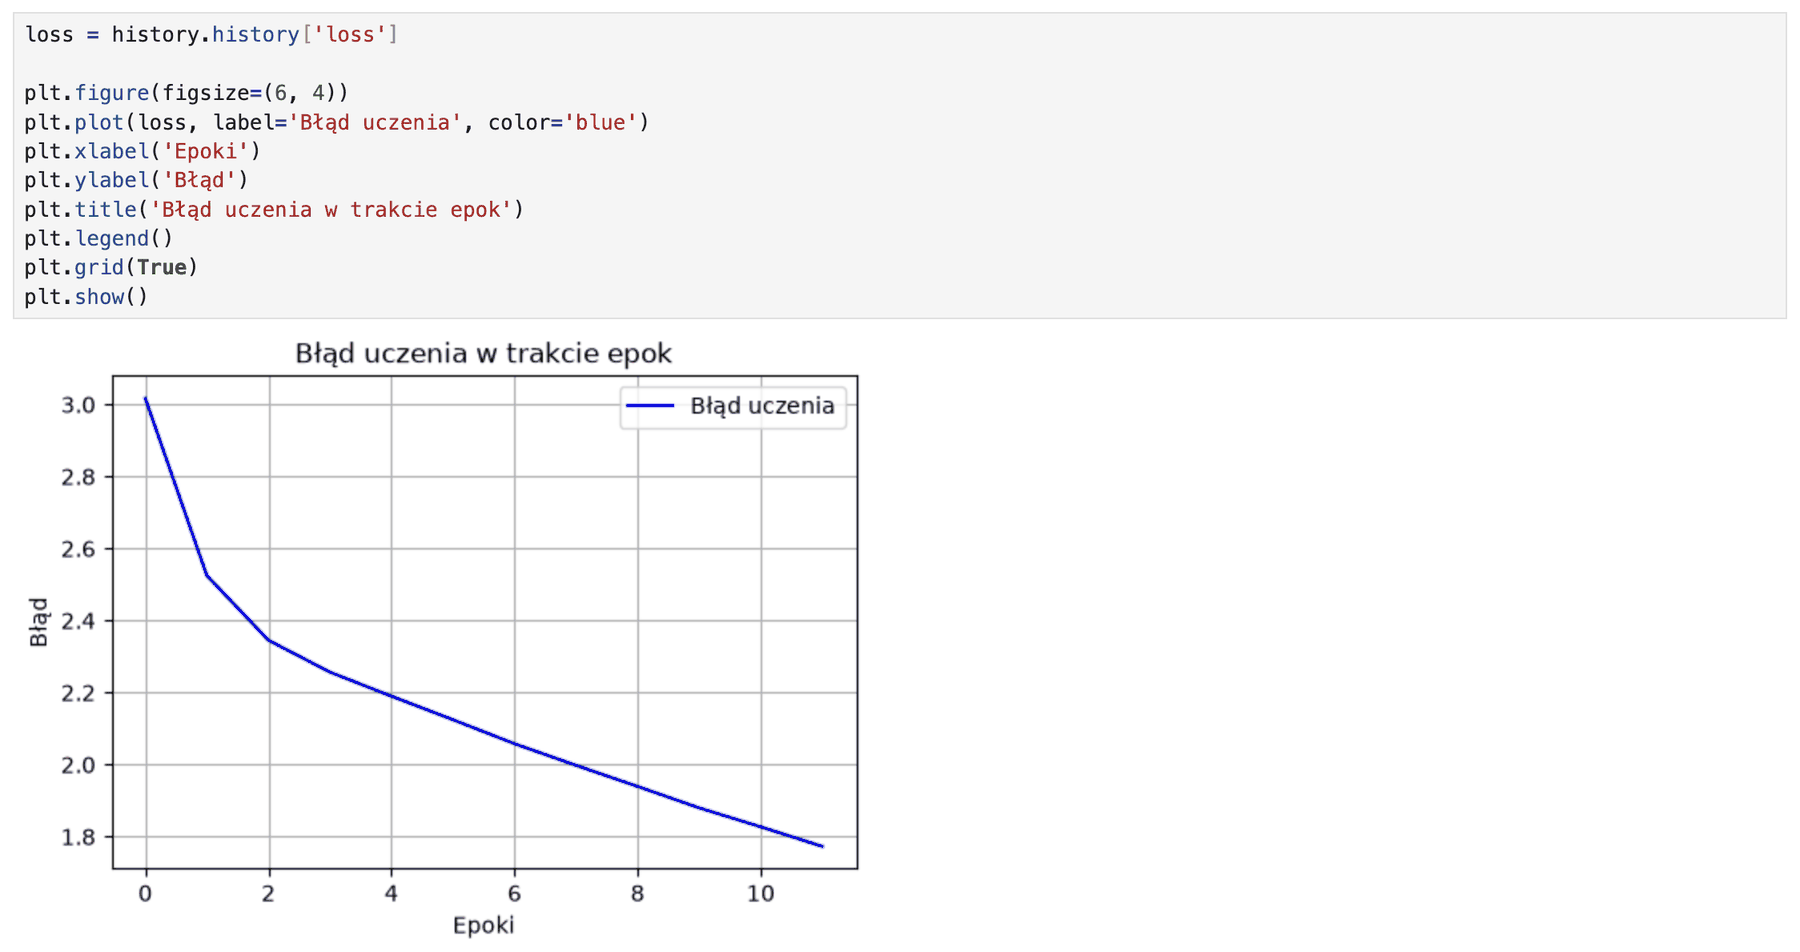 loss = history.history['loss']
plt.figure(figsize=(6, 4))
plt.plot(loss, label='Błąd uczenia', color='blue')
plt.xlabel('Epoki')
plt.ylabel('Błąd')
plt.title('Błąd uczenia w trakcie epok')
plt.legend()
plt.grid(True)
plt.show()
Błąd uczenia w trakcie epok
Błąd uczenia
3.0
2.8
2.6
2.4
2.2
2.0
1.8
Błąd
0 2 4 6 8 10
Epoki